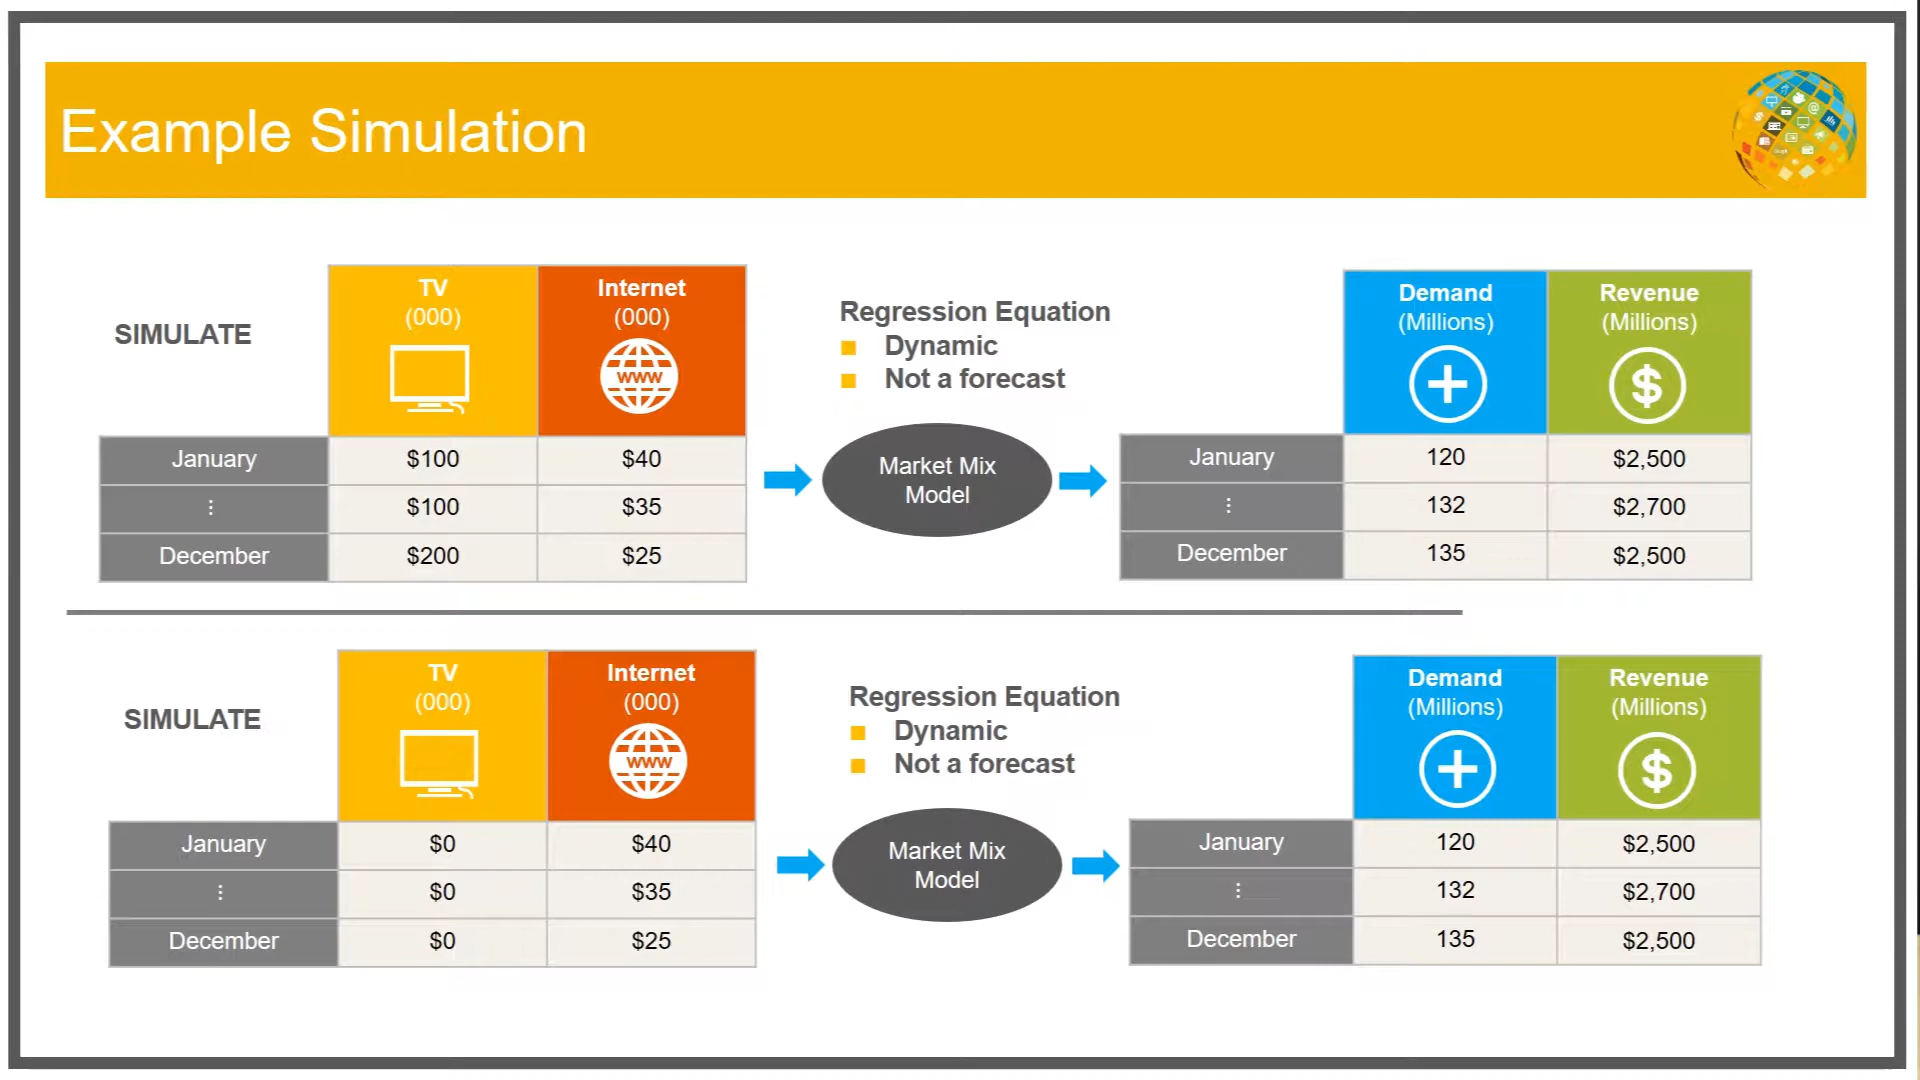 Example Simulation
SIMULATE
TV
(000)
Internet
(000)
www
January $100 $40
⋮ $100 $35
December $200 $25
Regression Equation
■ Dynamic
■ Not a forecast
Market Mix
Model
Demand
(Millions)
Revenue
(Millions)
$
January 120 $2,500
⋮ 132 $2,700
December 135 $2,500
SIMULATE
TV
(000)
Internet
(000)
www
January $0 $40
⋮ $0 $35
December $0 $25
Regression Equation
■ Dynamic
■ Not a forecast
Market Mix
Model
Demand
(Millions)
Revenue
(Millions)
$
January 120 $2,500
⋮ 132 $2,700
December 135 $2,500